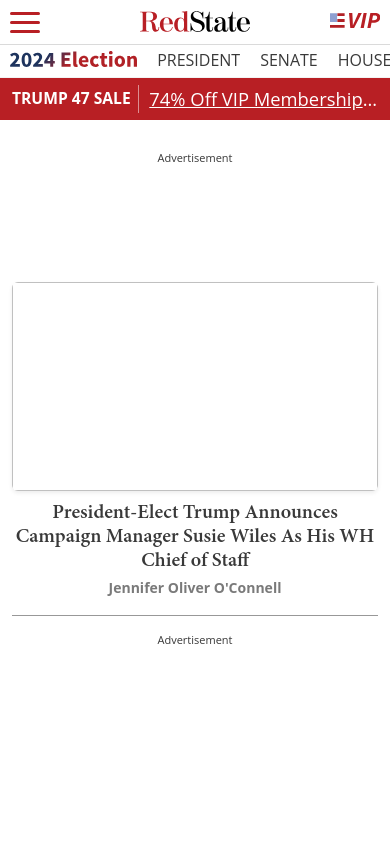 RedState
VIP
2024 Election PRESIDENT SENATE HOUSE
TRUMP 47 SALE 74% Off VIP Membership...
Advertisement
President-Elect Trump Announces
Campaign Manager Susie Wiles As His WH
Chief of Staff
Jennifer Oliver O'Connell
Advertisement